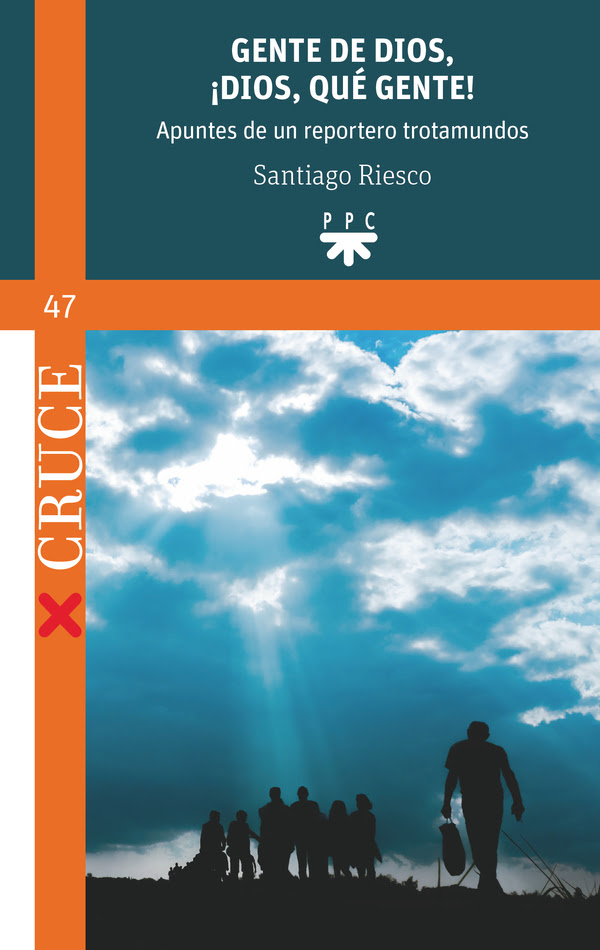 GENTE DE DIOS,
¡DIOS, QUÉ GENTE!
Apuntes de un reportero trotamundos
Santiago Riesco
PPC
47
CRUCE